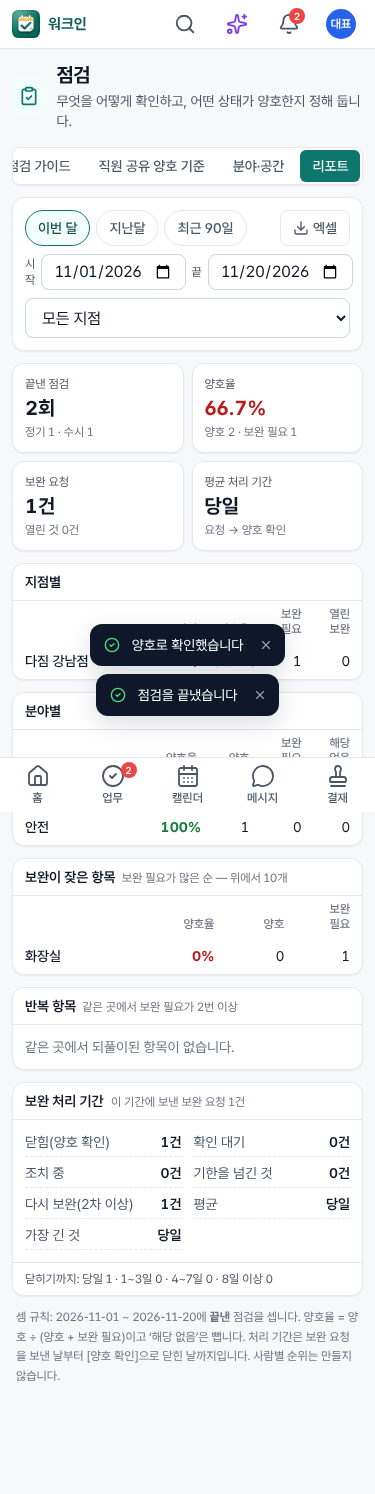 워크인
2
대표
점검
무엇을 어떻게 확인하고, 어떤 상태가 양호한지 정해 둡니다.
점검 가이드 직원 공유 양호 기준 분야·공간 리포트
이번 달 지난달 최근 90일 엑셀
시작 11/01/2026 끝 11/20/2026
모든 지점
끝낸 점검
2회
정기 1 · 수시 1
양호율
66.7%
양호 2 · 보완 필요 1
보완 요청
1건
열린 것 0건
평균 처리 기간
당일
요청 → 양호 확인
지점별
보완 필요 열린 보완
다짐 강남점 1 0
양호로 확인했습니다
점검을 끝냈습니다
분야별
홈 업무 2 캘린더 메시지 결재
안전 100% 1 0 0
보완이 잦은 항목 보완 필요가 많은 순 — 위에서 10개
양호율 양호 보완 필요
화장실 0% 0 1
반복 항목 같은 곳에서 보완 필요가 2번 이상
같은 곳에서 되풀이된 항목이 없습니다.
보완 처리 기간 이 기간에 보낸 보완 요청 1건
닫힘(양호 확인) 1건 확인 대기 0건
조치 중 0건 기한을 넘긴 것 0건
다시 보완(2차 이상) 1건 평균 당일
가장 긴 것 당일
닫히기까지: 당일 1 · 1~3일 0 · 4~7일 0 · 8일 이상 0
셈 규칙: 2026-11-01 ~ 2026-11-20에 끝낸 점검을 셉니다. 양호율 = 양
호 ÷ (양호 + 보완 필요)이고 ‘해당 없음’은 뺍니다. 처리 기간은 보완 요청
을 보낸 날부터 [양호 확인]으로 닫힌 날까지입니다. 사람별 순위는 만들지
않습니다.